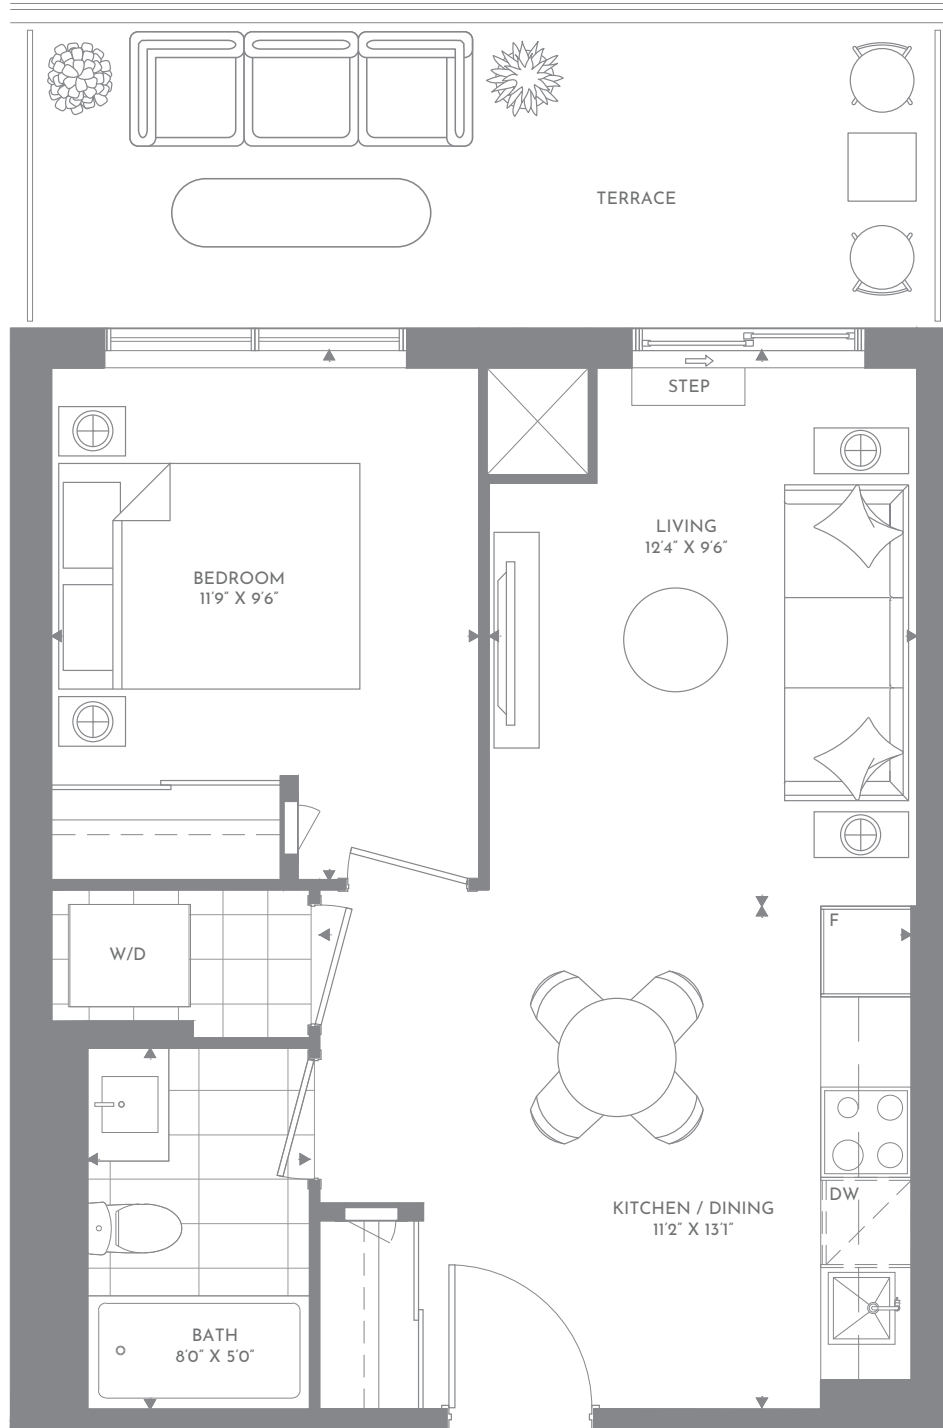 TERRACE
STEP
LIVING
12'4" X 9'6"
BEDROOM
11'9" X 9'6"
F
W/D
DW
KITCHEN / DINING
11'2" X 13'1"
BATH
8'0" X 5'0"